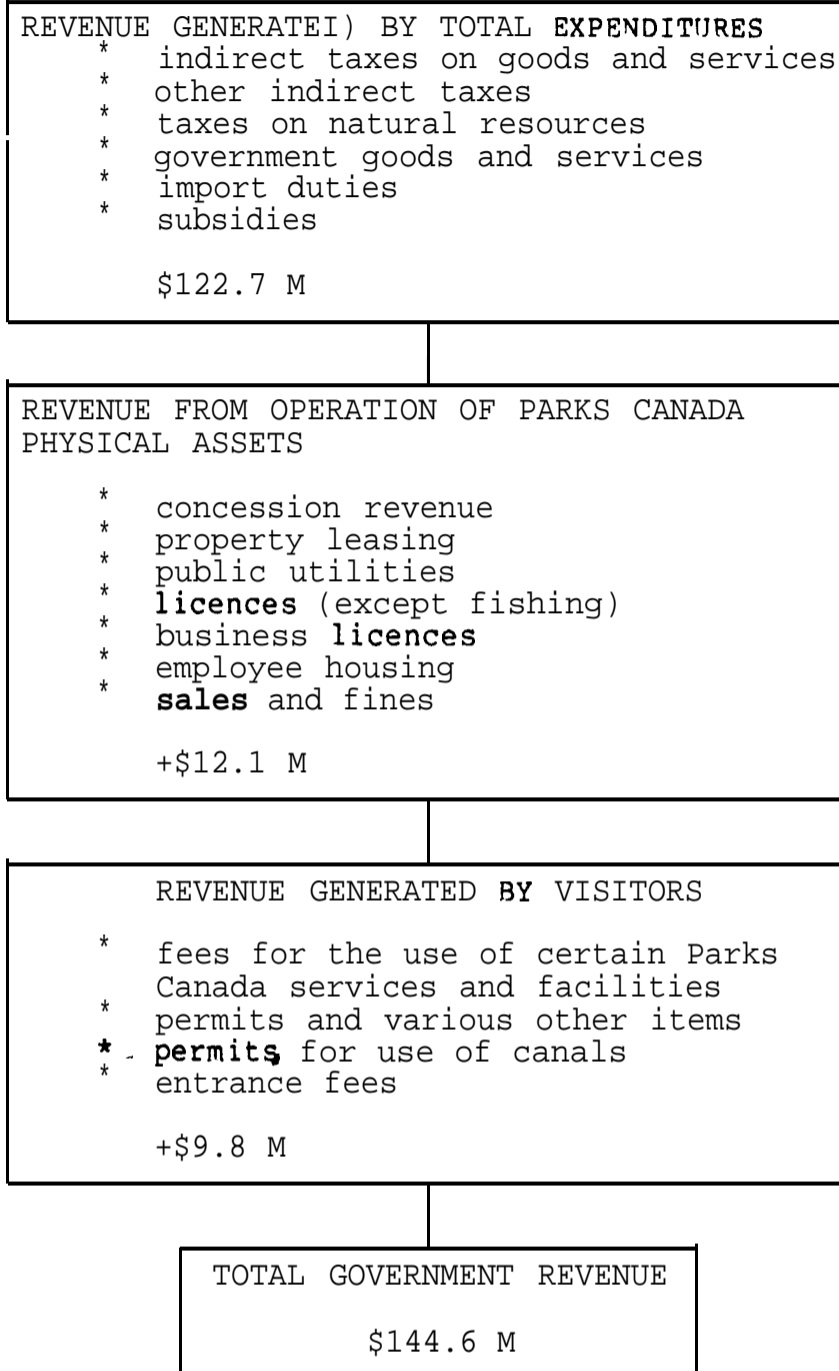 REVENUE GENERATEI) BY TOTAL EXPENDITURES
* indirect taxes on goods and services
* other indirect taxes
* taxes on natural resources
* government goods and services
* import duties
* subsidies
$122.7 M
REVENUE FROM OPERATION OF PARKS CANADA
PHYSICAL ASSETS
* concession revenue
* property leasing
* public utilities
* licences (except fishing)
* business licences
* employee housing
* sales and fines
+$12.1 M
REVENUE GENERATED BY VISITORS
* fees for the use of certain Parks
Canada services and facilities
* permits and various other items
* - permits, for use of canals
* entrance fees
+$9.8 M
TOTAL GOVERNMENT REVENUE
$144.6 M